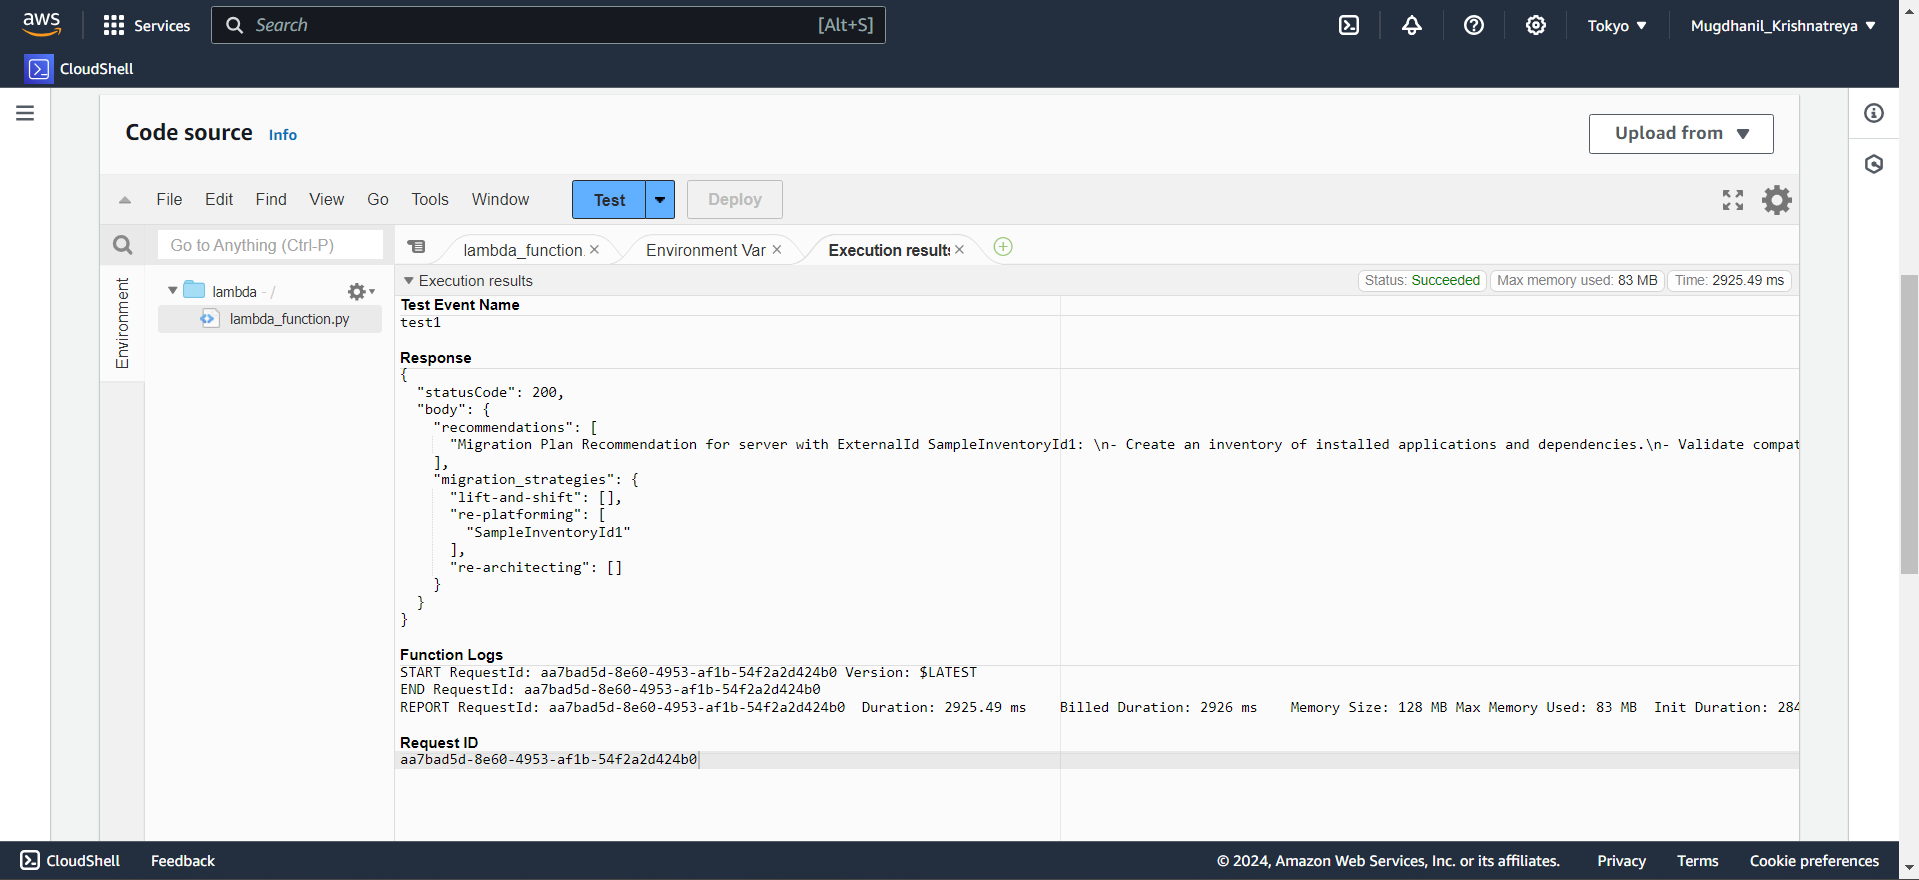 aws
Services
Search [Alt+S]
Tokyo ▼
Mugdhanil_Krishnatreya ▼
CloudShell
Code source Info
Upload from ▼
File Edit Find View Go Tools Window Test Deploy
Go to Anything (Ctrl-P)
lambda_function. × Environment Var × Execution results ×
Environment
lambda - /
lambda_function.py
Execution results
Status: Succeeded Max memory used: 83 MB Time: 2925.49 ms
Test Event Name
test1
Response
{
"statusCode": 200,
"body": {
"recommendations": [
"Migration Plan Recommendation for server with ExternalId SampleInventoryId1: \n- Create an inventory of installed applications and dependencies.\n- Validate compat
],
"migration_strategies": {
"lift-and-shift": [],
"re-platforming": [
"SampleInventoryId1"
],
"re-architecting": []
}
}
}
Function Logs
START RequestId: aa7bad5d-8e60-4953-af1b-54f2a2d424b0 Version: $LATEST
END RequestId: aa7bad5d-8e60-4953-af1b-54f2a2d424b0
REPORT RequestId: aa7bad5d-8e60-4953-af1b-54f2a2d424b0 Duration: 2925.49 ms Billed Duration: 2926 ms Memory Size: 128 MB Max Memory Used: 83 MB Init Duration: 284
Request ID
aa7bad5d-8e60-4953-af1b-54f2a2d424b0
CloudShell Feedback © 2024, Amazon Web Services, Inc. or its affiliates. Privacy Terms Cookie preferences